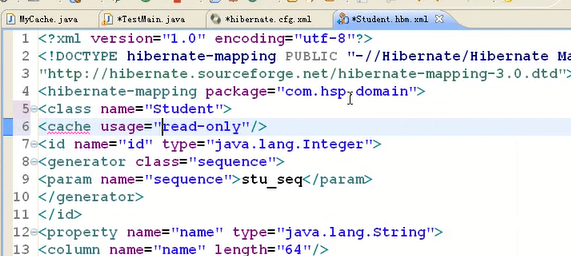 MyCache.java *TestMain.java *hibernate.cfg.xml *Student.hbm.xml
1 <?xml version="1.0" encoding="utf-8"?>
2 <!DOCTYPE hibernate-mapping PUBLIC "-//Hibernate/Hibernate Ma
3 "http://hibernate.sourceforge.net/hibernate-mapping-3.0.dtd">
4 <hibernate-mapping package="com.hsp.domain">
5 <class name="Student">
6 <cache usage="read-only"/>
7 <id name="id" type="java.lang.Integer">
8 <generator class="sequence">
9 <param name="sequence">stu_seq</param>
10 </generator>
11 </id>
12 <property name="name" type="java.lang.String">
13 <column name="name" length="64"/>